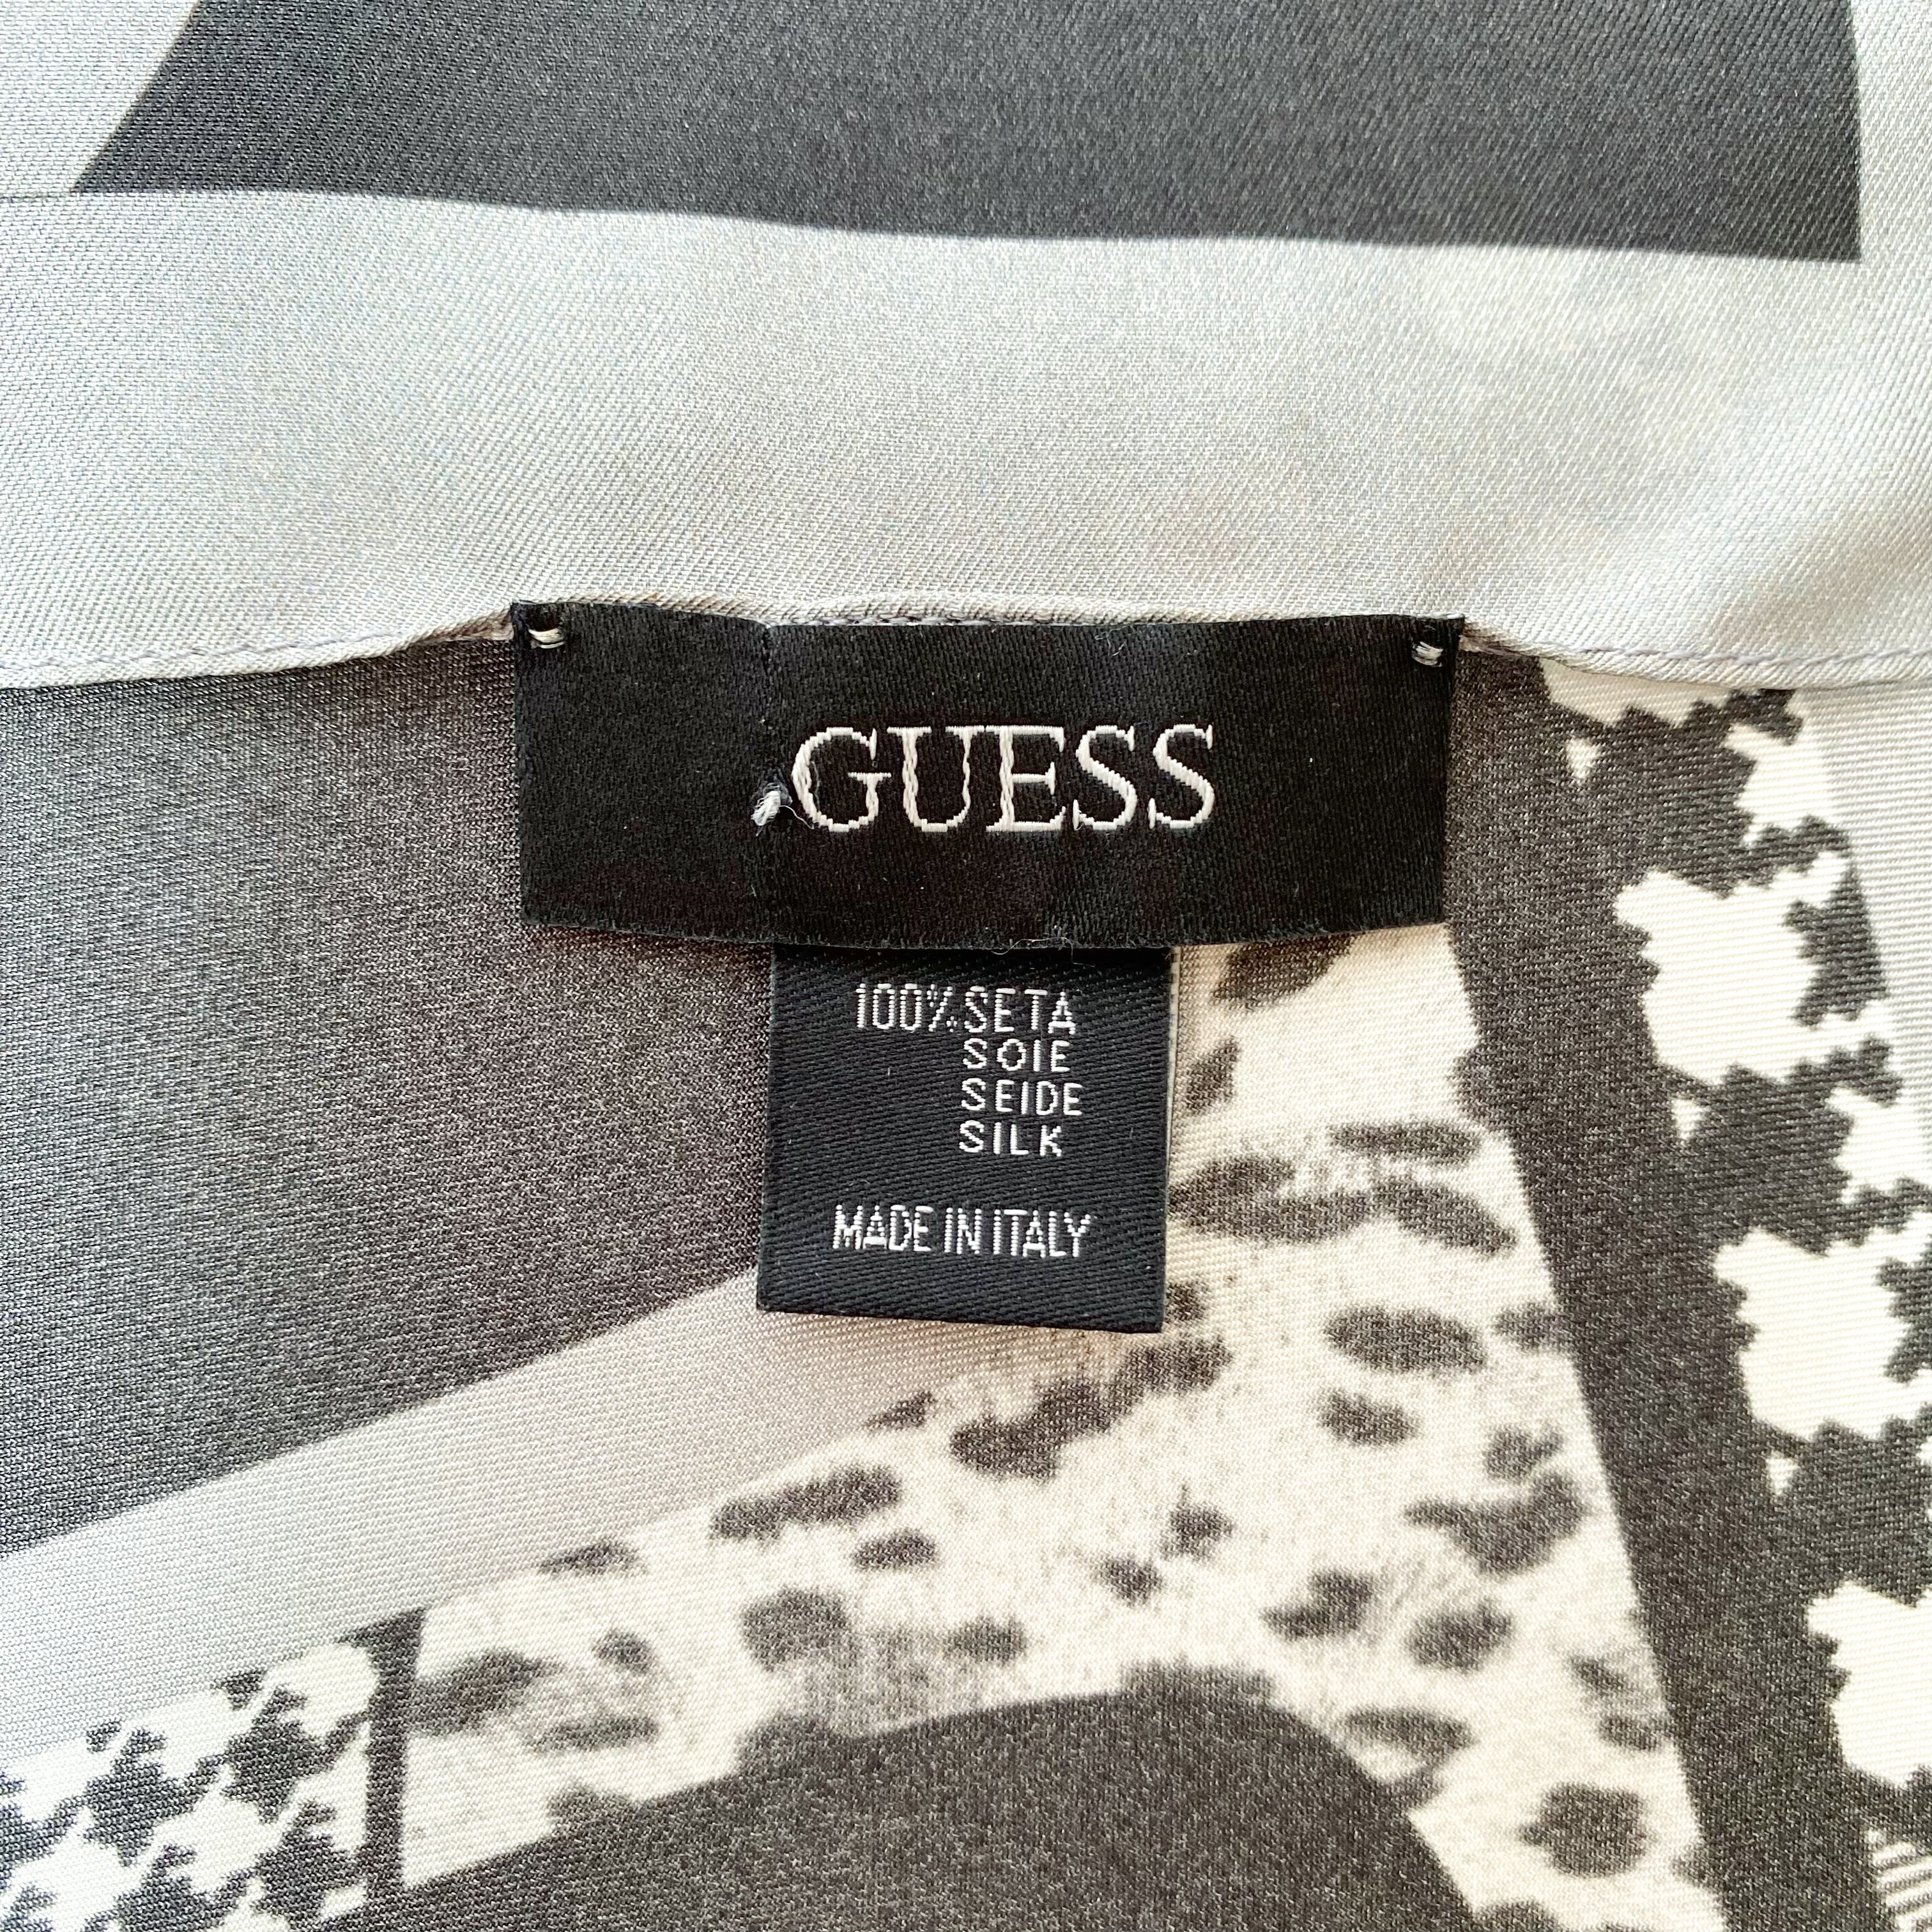 GUESS
100% SETA
SOIE
SEIDE
SILK
MADE IN ITALY